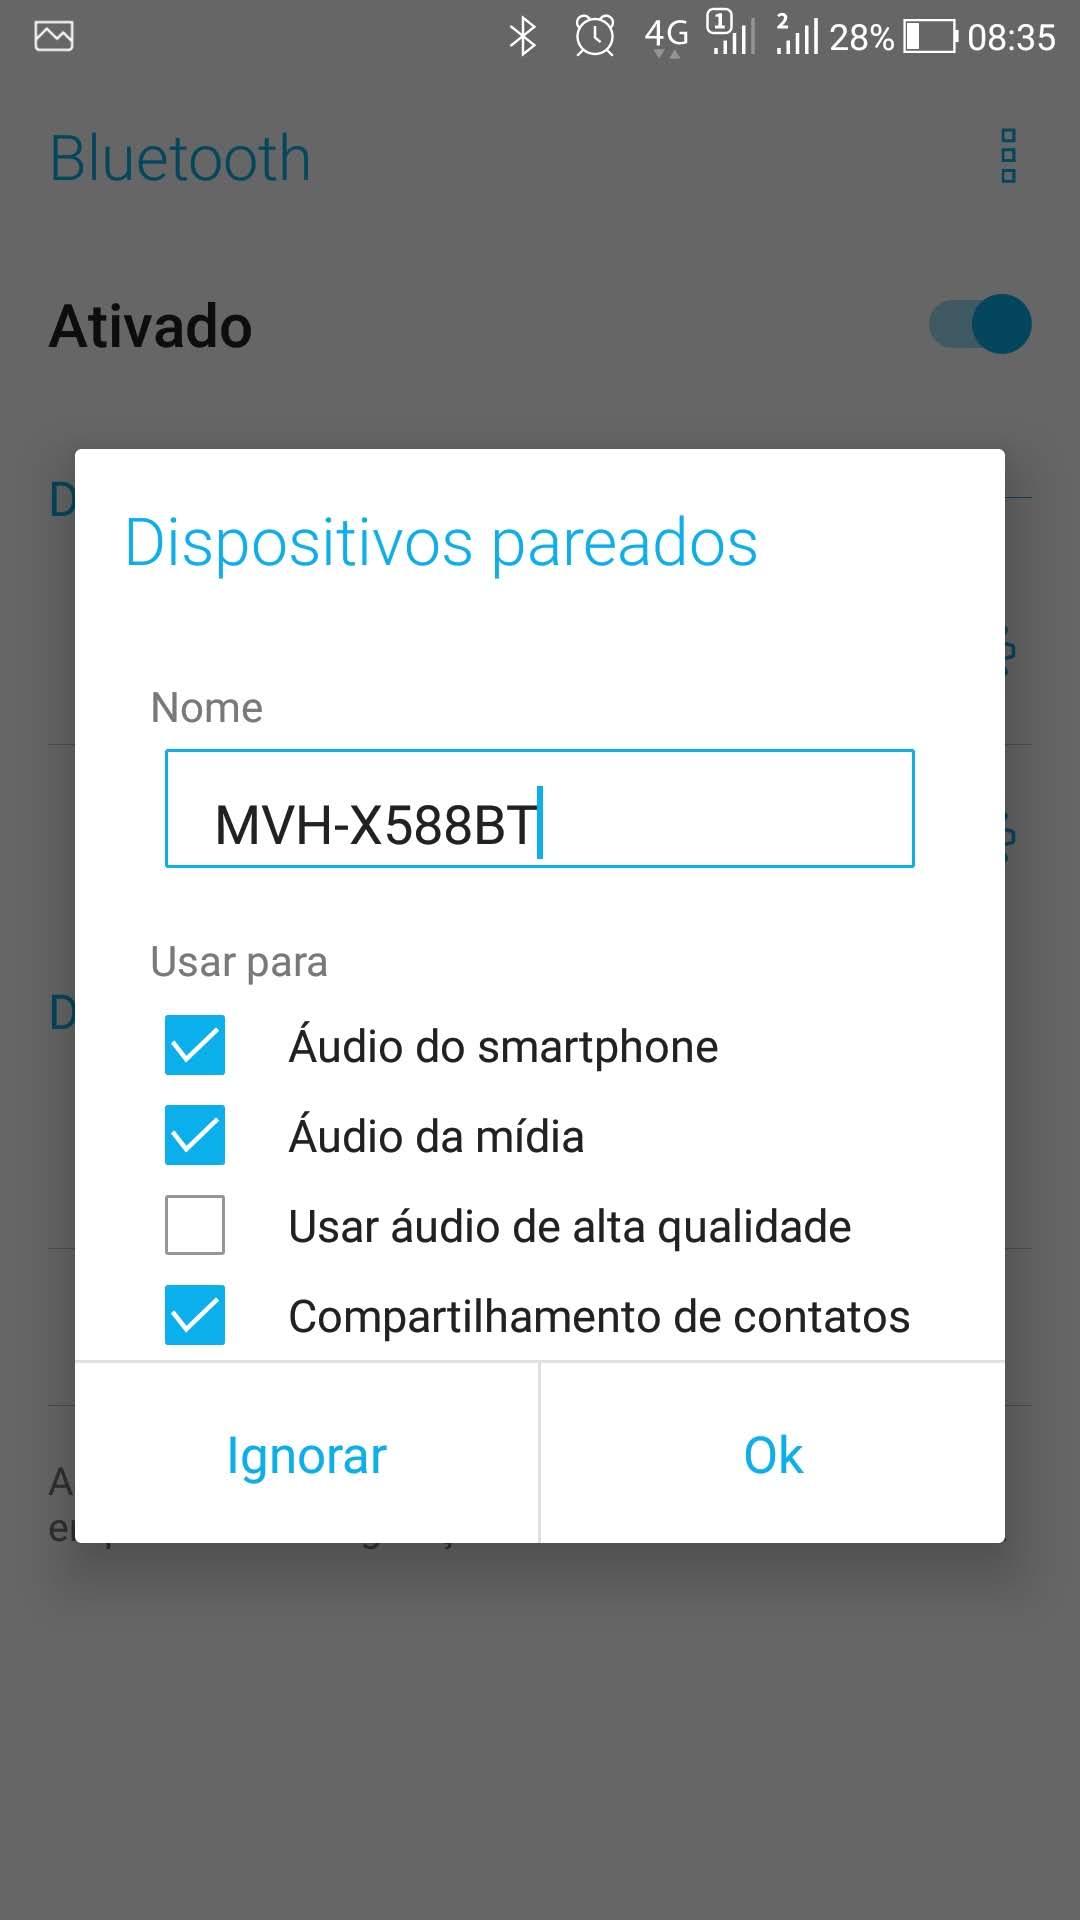 4G 1 2 28% 08:35
Bluetooth
Ativado
Dispositivos pareados
Nome
MVH-X588BT
Usar para
Áudio do smartphone
Áudio da mídia
Usar áudio de alta qualidade
Compartilhamento de contatos
Ignorar Ok